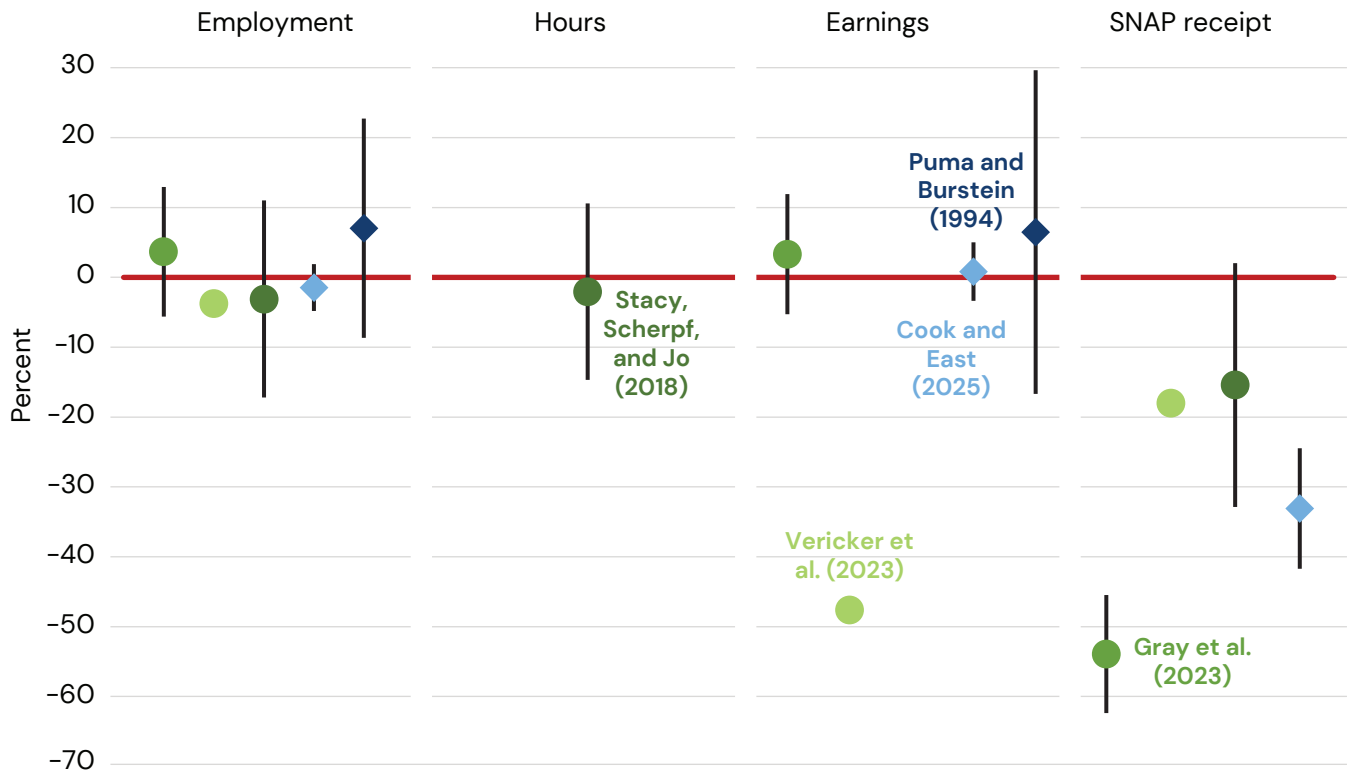 Employment
Hours
Earnings
SNAP receipt
Percent
30
20
10
0
−10
−20
−30
−40
−50
−60
−70
Stacy,
Scherpf,
and Jo
(2018)
Puma and
Burstein
(1994)
Cook and
East
(2025)
Vericker et
al. (2023)
Gray et al.
(2023)